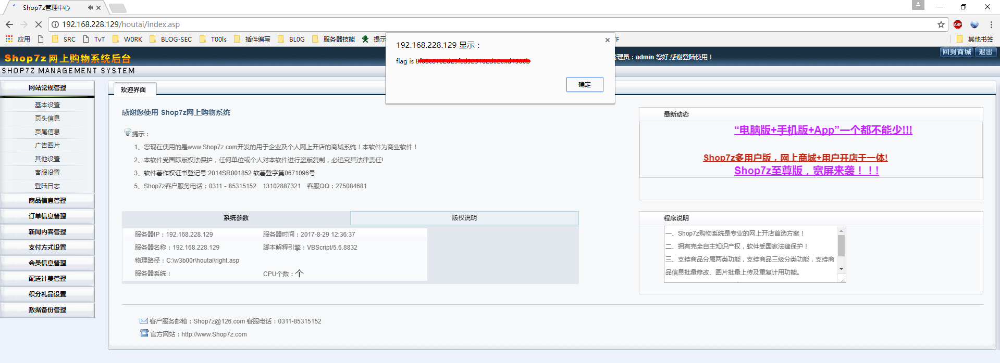 Shop7z管理中心
192.168.228.129/houtai/index.asp
ABP
应用 SRC TvT W0RK BLOG-SEC T00ls 插件编写 BL0G 服务器技能 提示 TF 其他书签
192.168.228.129 显示：
flag is
确定
Shop7z 网上购物系统后台
SHOP7Z MANAGEMENT SYSTEM
管理员：admin 您好,感谢登陆使用！
回到商城 退出
网站常规管理
基本设置
页头信息
页尾信息
广告图片
其他设置
客服设置
登陆日志
商品信息管理
订单信息管理
新闻内容管理
支付方式设置
会员信息管理
配送计费管理
积分礼品设置
数据备份管理
欢迎界面
感谢您使用 Shop7z网上购物系统
提示：
1、您现在使用的是www.Shop7z.com开发的用于企业及个人网上开店的商城系统！本软件为商业软件！
2、本软件受国际版权法保护，任何单位或个人对本软件进行盗版复制，必追究其法律责任!
3、软件著作权证书登记号:2014SR001852 软著登字第0671096号
5、Shop7z客户服务电话：0311－85315152 13102887321 客服QQ：275084681
系统参数 版权说明
服务器IP：192.168.228.129 服务器时间：2017-8-29 12:36:37
服务器名称：192.168.228.129 脚本解释引擎：VBScript/5.6.8832
物理路径：C:\w3b00r\houtai\right.asp
服务器系统： CPU个数：个
最新动态
“电脑版+手机版+App”一个都不能少!!!
Shop7z多用户版，网上商城+用户开店于一体!
Shop7z至尊版，宽屏来袭！！!
程序说明
一、Shop7z购物系统是专业的网上开店首选方案！
二、拥有完全自主知识产权，软件受国家法律保护！
三、支持商品分属两类功能，支持商品三级分类功能，支持商
品信息批量修改、图片批量上传及重复计用功能。
客户服务邮箱：Shop7z@126.com 客服电话：0311-85315152
官方网站：http://www.Shop7z.com